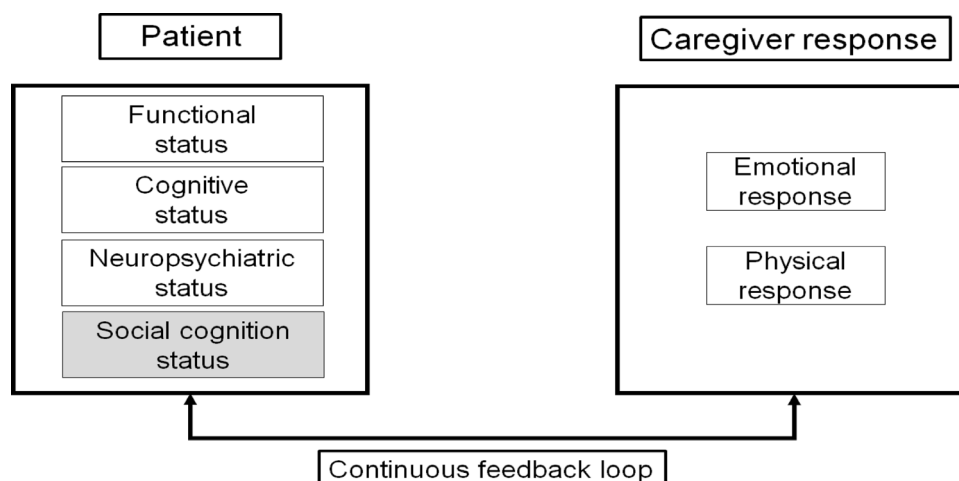 Patient
Caregiver response
Functional
status
Cognitive
status
Neuropsychiatric
status
Social cognition
status
Emotional
response
Physical
response
Continuous feedback loop